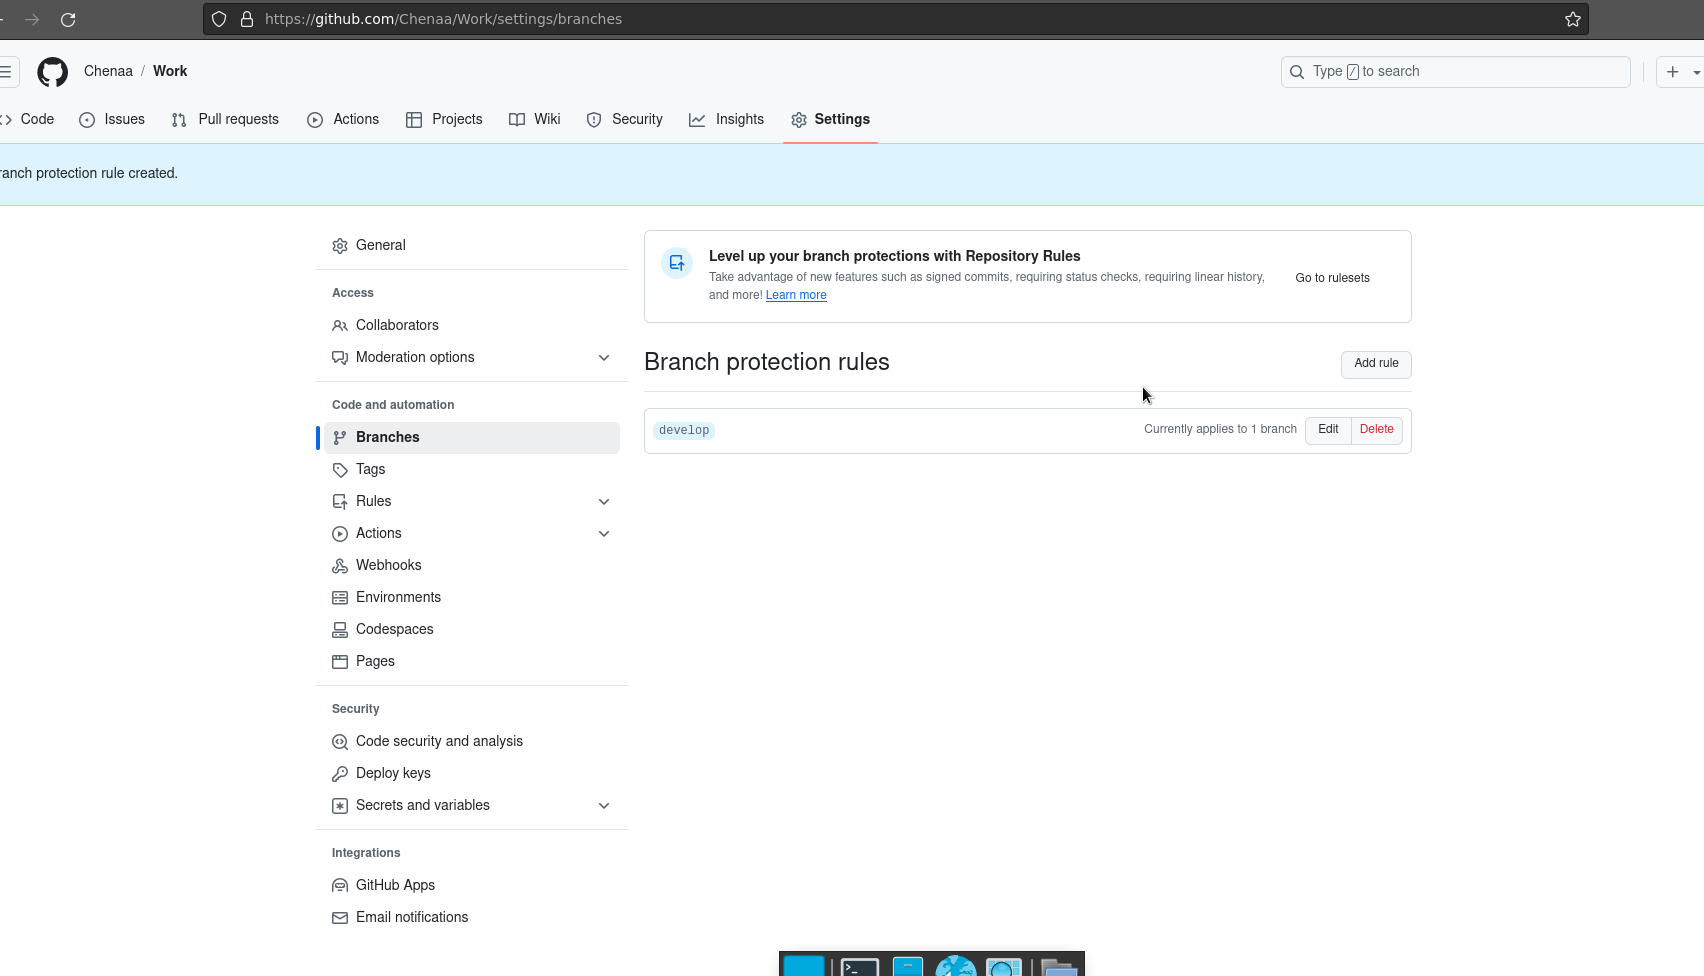 https://github.com/Chenaa/Work/settings/branches
Chenaa / Work
Type / to search
Code Issues Pull requests Actions Projects Wiki Security Insights Settings
ranch protection rule created.
General
Access
Collaborators
Moderation options
Code and automation
Branches
Tags
Rules
Actions
Webhooks
Environments
Codespaces
Pages
Security
Code security and analysis
Deploy keys
Secrets and variables
Integrations
GitHub Apps
Email notifications
Level up your branch protections with Repository Rules
Take advantage of new features such as signed commits, requiring status checks, requiring linear history,
and more! Learn more
Go to rulesets
Branch protection rules
Add rule
develop
Currently applies to 1 branch
Edit
Delete